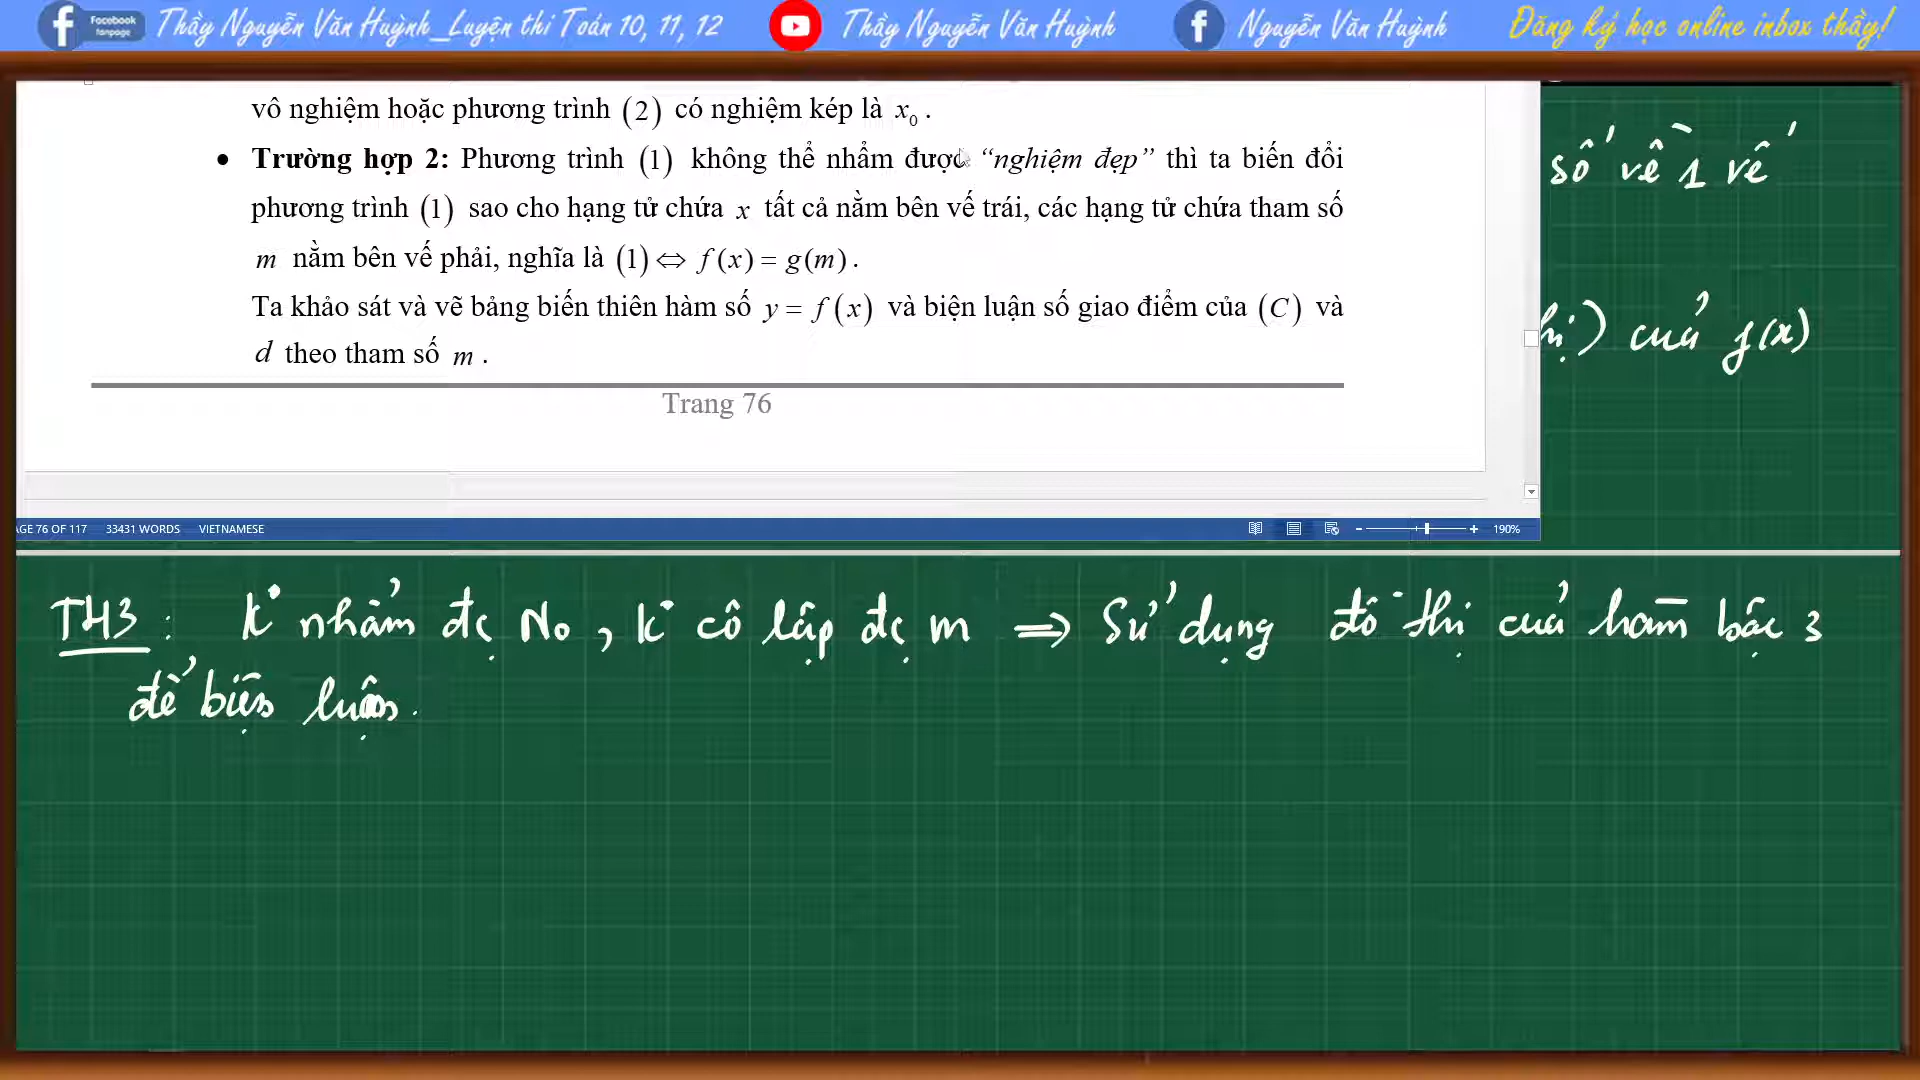 Facebook fanpage Thầy Nguyễn Văn Huỳnh_Luyện thi Toán 10, 11, 12 Thầy Nguyễn Văn Huỳnh Nguyễn Văn Huỳnh Đăng ký học online inbox thầy!
vô nghiệm hoặc phương trình (2) có nghiệm kép là x₀.
• Trường hợp 2: Phương trình (1) không thể nhẩm được “nghiệm đẹp” thì ta biến đổi
phương trình (1) sao cho hạng tử chứa x tất cả nằm bên vế trái, các hạng tử chứa tham số
m nằm bên vế phải, nghĩa là (1)⇔ f(x) = g(m).
Ta khảo sát và vẽ bảng biến thiên hàm số y = f(x) và biện luận số giao điểm của (C) và
d theo tham số m.
Trang 76
số về 1 vế
hị) của f(x)
AGE 76 OF 117 33431 WORDS VIETNAMESE 190%
TH3: K nhẩm đc No, K cô lập đc m ⇒ Sử dụng đồ thị của hàm bậc 3
để biện luận.